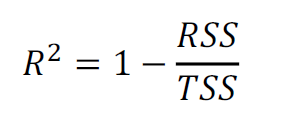 R² = 1 − RSS/TSS